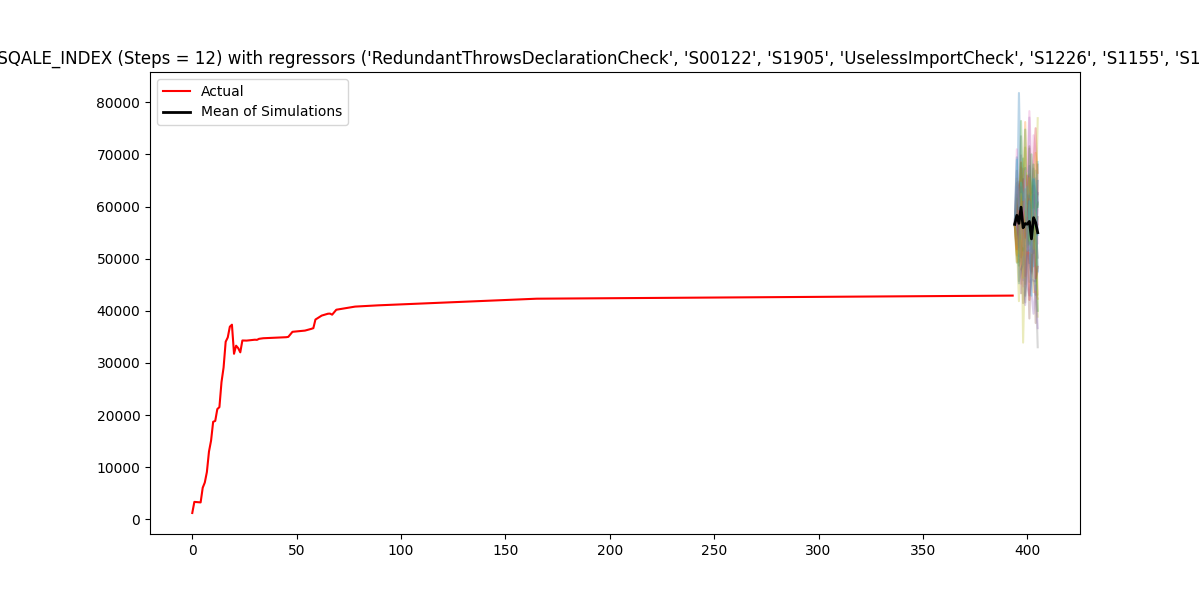 SQALE_INDEX (Steps = 12) with regressors ('RedundantThrowsDeclarationCheck', 'S00122', 'S1905', 'UselessImportCheck', 'S1226', 'S1155', 'S1
Actual
Mean of Simulations
80000
70000
60000
50000
40000
30000
20000
10000
0
0 50 100 150 200 250 300 350 400